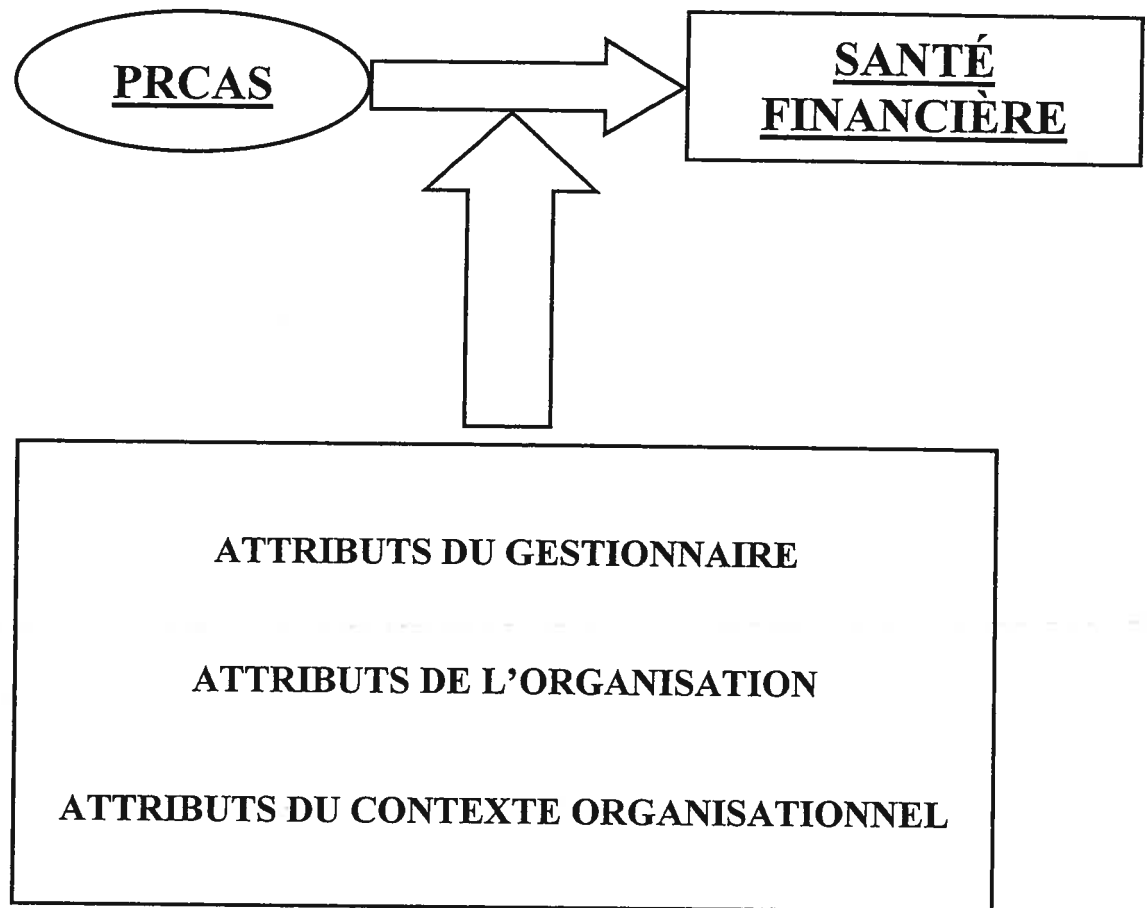 PRCAS
SANTÉ
FINANCIÈRE
ATTRIBUTS DU GESTIONNAIRE
ATTRIBUTS DE L'ORGANISATION
ATTRIBUTS DU CONTEXTE ORGANISATIONNEL